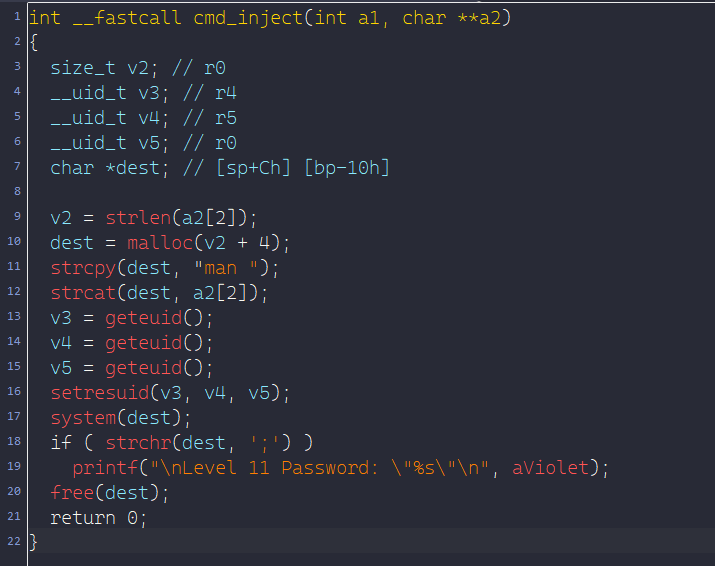 1 int __fastcall cmd_inject(int a1, char **a2)
2 {
3 size_t v2; // r0
4 __uid_t v3; // r4
5 __uid_t v4; // r5
6 __uid_t v5; // r0
7 char *dest; // [sp+Ch] [bp-10h]
8
9 v2 = strlen(a2[2]);
10 dest = malloc(v2 + 4);
11 strcpy(dest, "man ");
12 strcat(dest, a2[2]);
13 v3 = geteuid();
14 v4 = geteuid();
15 v5 = geteuid();
16 setresuid(v3, v4, v5);
17 system(dest);
18 if ( strchr(dest, ';') )
19 printf("\nLevel 11 Password: \"%s\"\n", aViolet);
20 free(dest);
21 return 0;
22 }